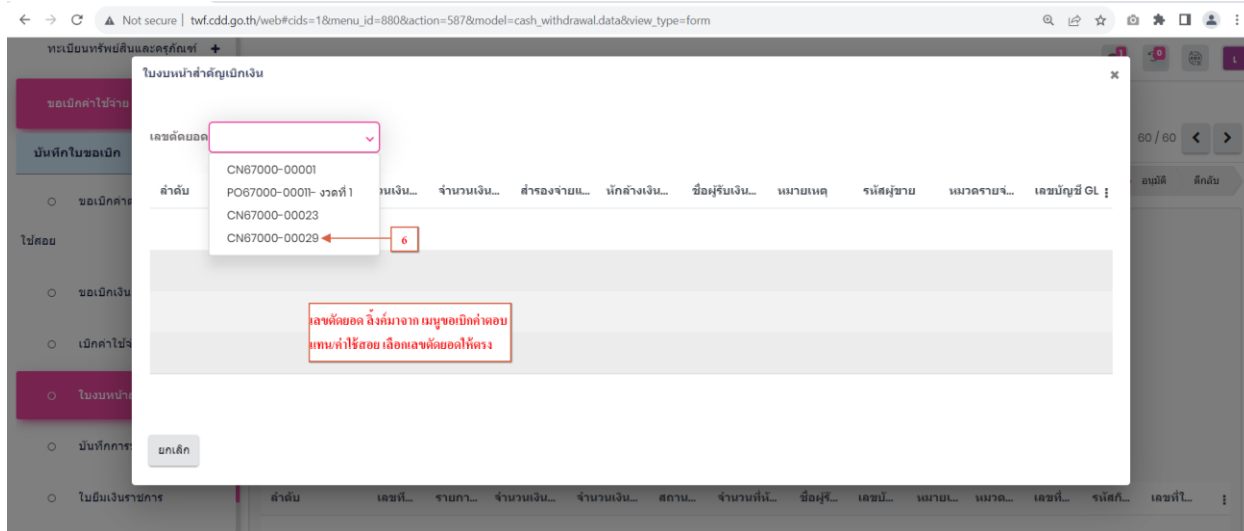 Not secure | twf.cdd.go.th/web#cids=1&menu_id=880&action=587&model=cash_withdrawal.data&view_type=form
ทะเบียนทรัพย์สินและครุภัณฑ์ +
1
0
ใบงบหน้าสำคัญเบิกเงิน
×
ขอเบิกค่าใช้จ่าย
เลขตัดยอด
60 / 60
บันทึกใบขอเบิก
CN67000-00001
PO67000-00011- งวดที่ 1
CN67000-00023
CN67000-00029
6
ลำดับ
วนเงิน... จำนวนเงิน... สำรองจ่ายแ... หักล้างเงิน... ชื่อผู้รับเงิน... หมายเหตุ รหัสผู้ขาย หมวดรายจ่... เลขบัญชี GL
อนุมัติ ตีกลับ
ขอเบิกค่าต
ใช้สอย
ขอเบิกเงิน
เลขตัดยอด ลิ้งค์มาจาก เมนูขอเบิกค่าตอบ
แทน/ค่าใช้สอย เลือกเลขตัดยอดให้ตรง
เบิกค่าใช้จ
ใบงบหน้าส
บันทึกการ
ยกเลิก
ใบยืมเงินราชการ
ลำดับ เลขที่... รายกา... จำนวนเงิน... จำนวนเงิน... สถาน... จำนวนที่นั... ชื่อผู้รั... เลขบั... หมายเ... หมวด... เลขที่... รหัสกิ... เลขที่ใ...